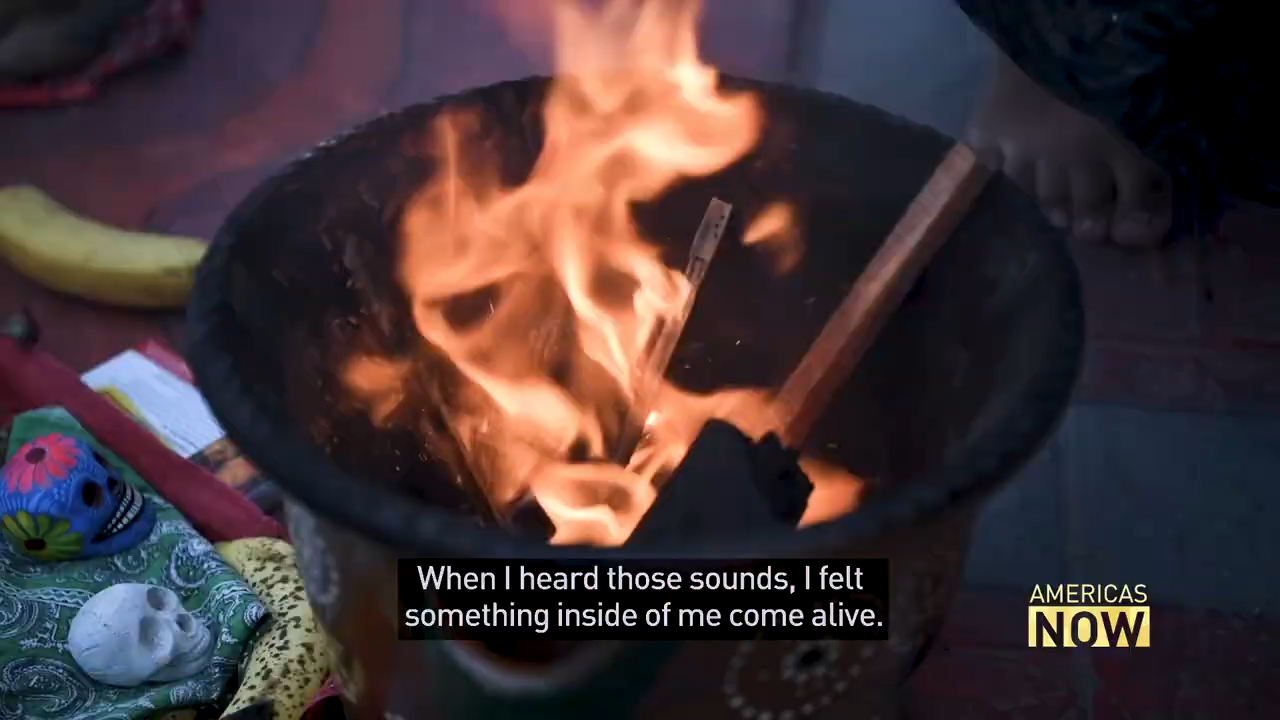 When I heard those sounds, I felt
something inside of me come alive.
AMERICAS
NOW